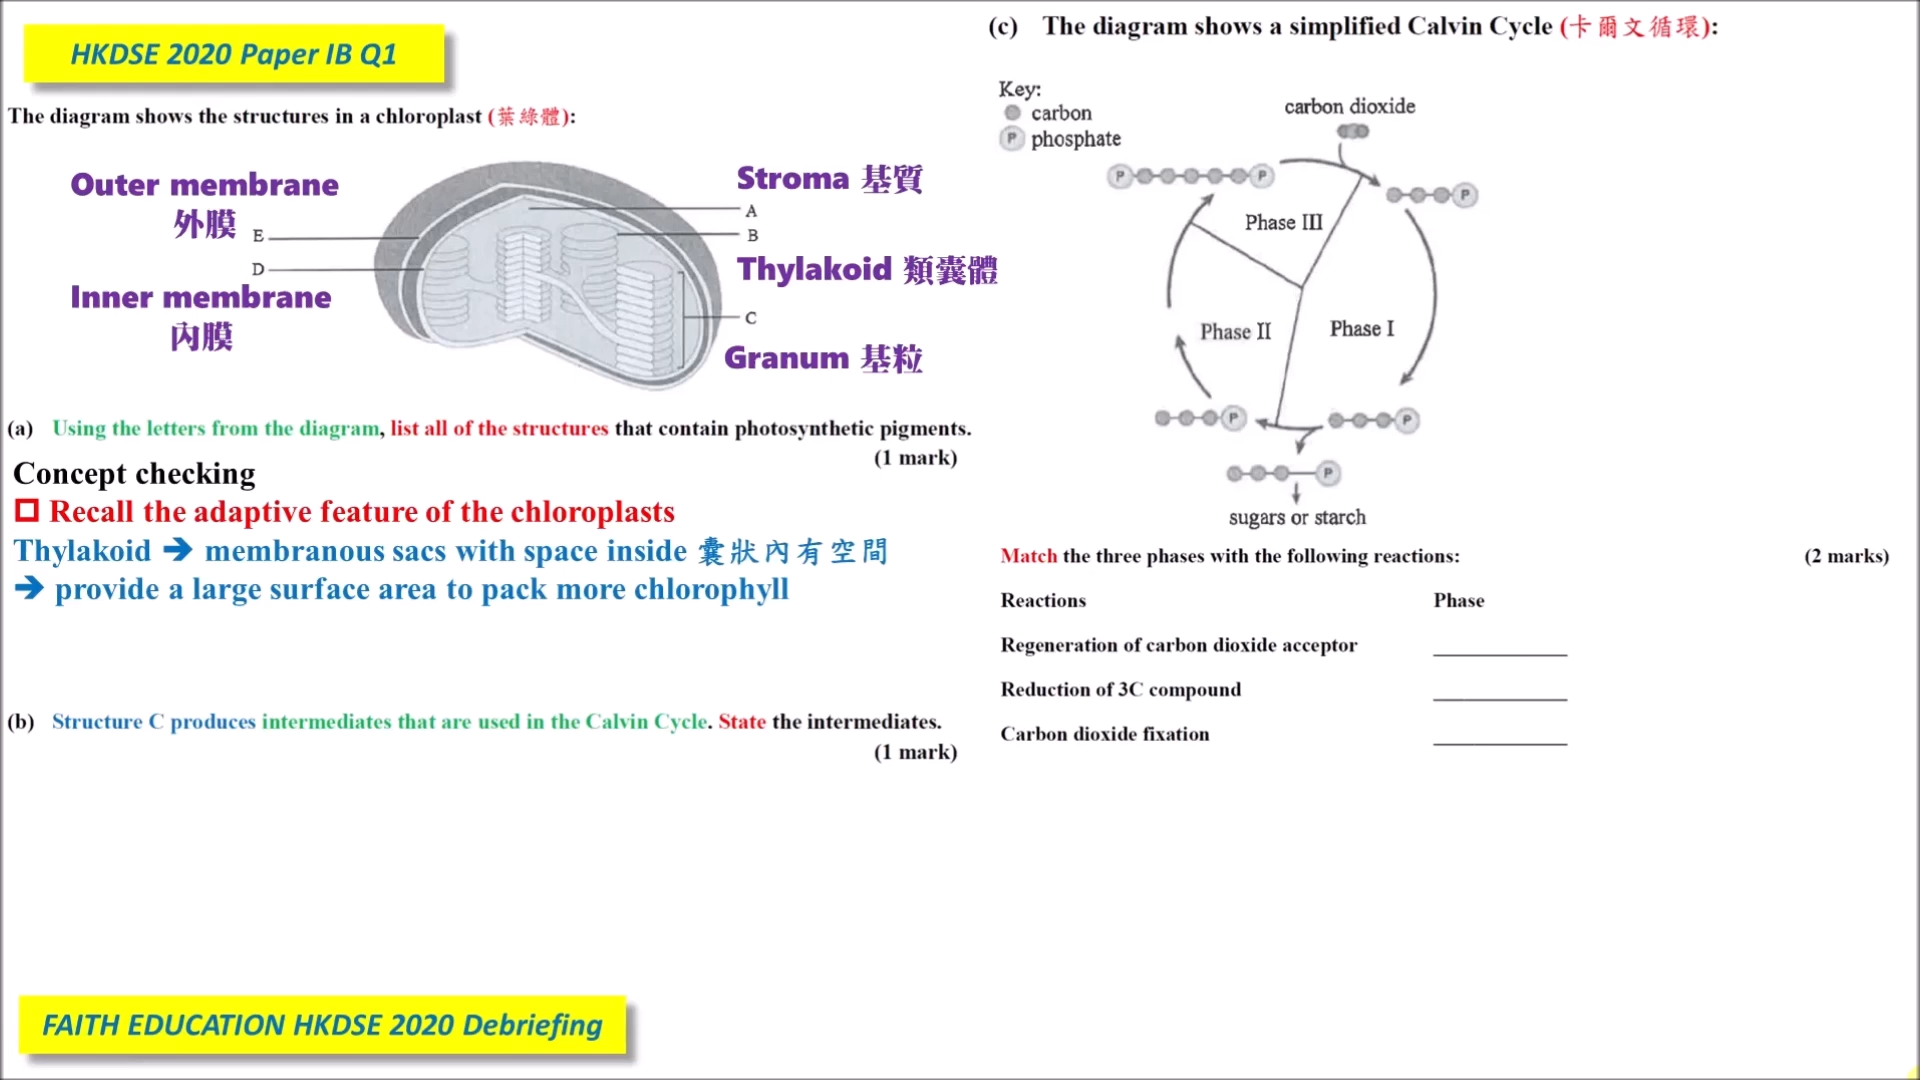 HKDSE 2020 Paper IB Q1
The diagram shows the structures in a chloroplast (葉綠體):
Outer membrane
外膜
E
D
Inner membrane
內膜
Stroma 基質
A
B
Thylakoid 類囊體
C
Granum 基粒
(a) Using the letters from the diagram, list all of the structures that contain photosynthetic pigments.
(1 mark)
Concept checking
Recall the adaptive feature of the chloroplasts
Thylakoid ➔ membranous sacs with space inside 囊狀內有空間
➔ provide a large surface area to pack more chlorophyll
(b) Structure C produces intermediates that are used in the Calvin Cycle. State the intermediates.
(1 mark)
FAITH EDUCATION HKDSE 2020 Debriefing
(c) The diagram shows a simplified Calvin Cycle (卡爾文循環):
Key:
carbon
P phosphate
carbon dioxide
P P
P
Phase III
Phase II
Phase I
P
P
P
sugars or starch
Match the three phases with the following reactions: (2 marks)
Reactions Phase
Regeneration of carbon dioxide acceptor
Reduction of 3C compound
Carbon dioxide fixation